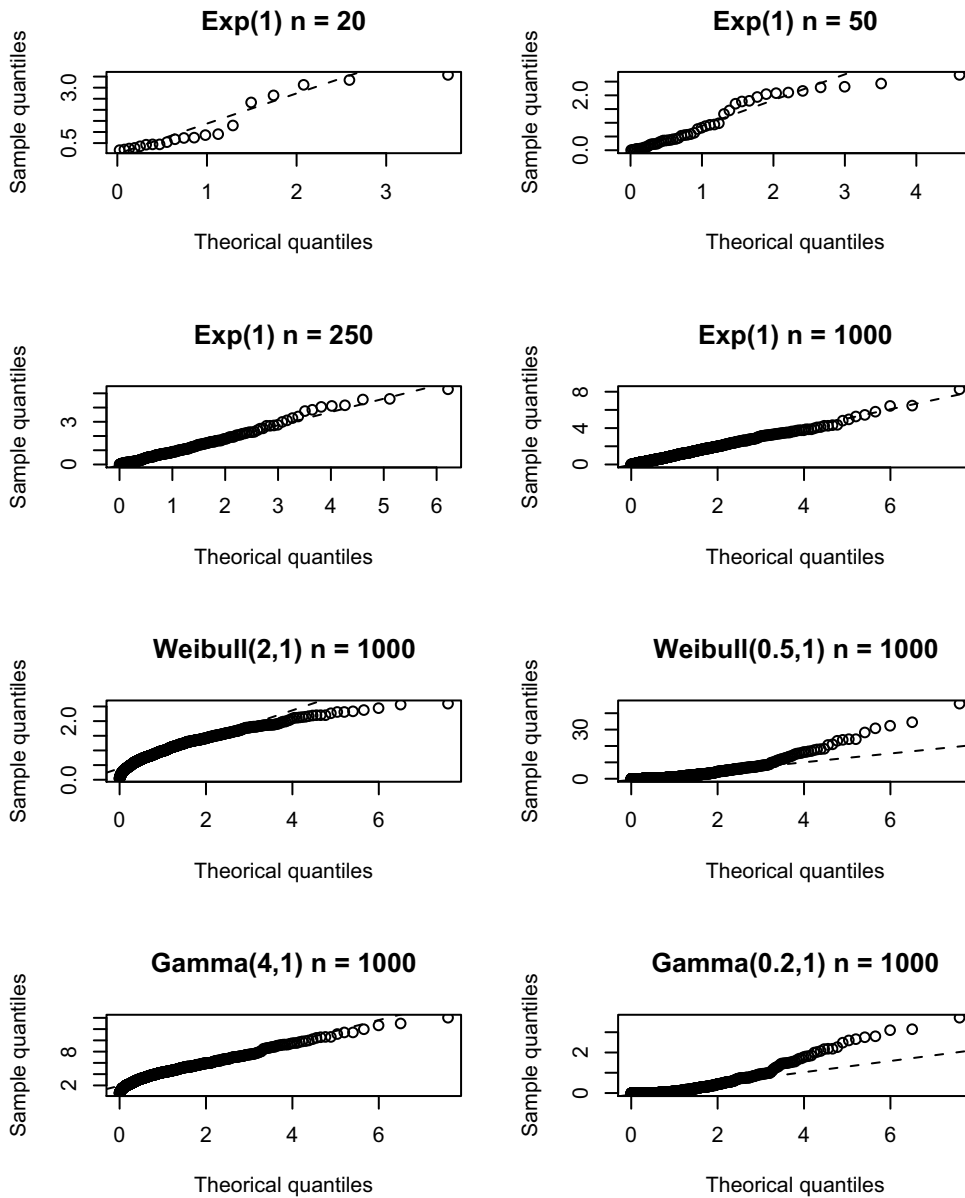 Exp(1) n = 20
Sample quantiles
0.5 3.0
0 1 2 3
Theorical quantiles
Exp(1) n = 50
Sample quantiles
0.0 2.0
0 1 2 3 4
Theorical quantiles
Exp(1) n = 250
Sample quantiles
0 3
0 1 2 3 4 5 6
Theorical quantiles
Exp(1) n = 1000
Sample quantiles
0 4 8
0 2 4 6
Theorical quantiles
Weibull(2,1) n = 1000
Sample quantiles
0.0 2.0
0 2 4 6
Theorical quantiles
Weibull(0.5,1) n = 1000
Sample quantiles
0 30
0 2 4 6
Theorical quantiles
Gamma(4,1) n = 1000
Sample quantiles
2 8
0 2 4 6
Theorical quantiles
Gamma(0.2,1) n = 1000
Sample quantiles
0 2
0 2 4 6
Theorical quantiles